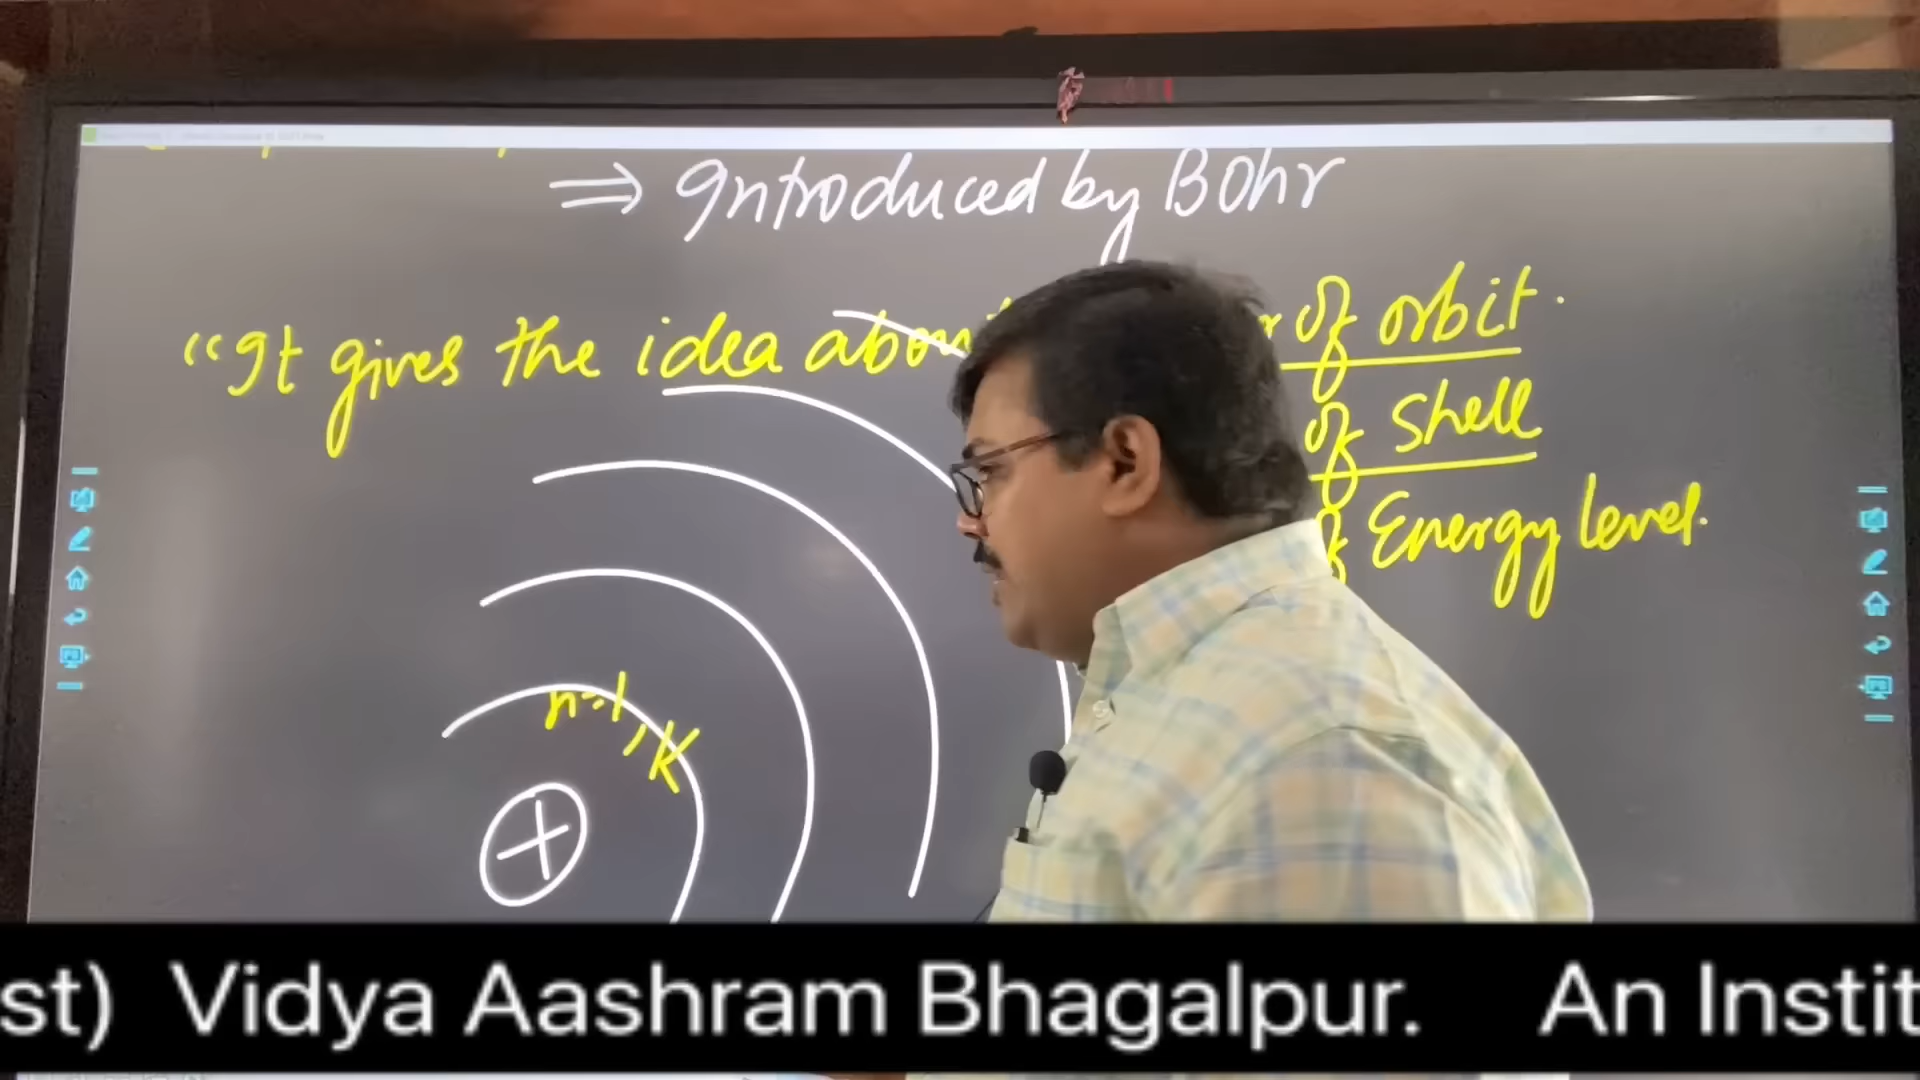 ⇒ Introduced by Bohr
"It gives the idea about of orbit.
of Shell
of Energy level.
n=1, K
+
st) Vidya Aashram Bhagalpur. An Instit